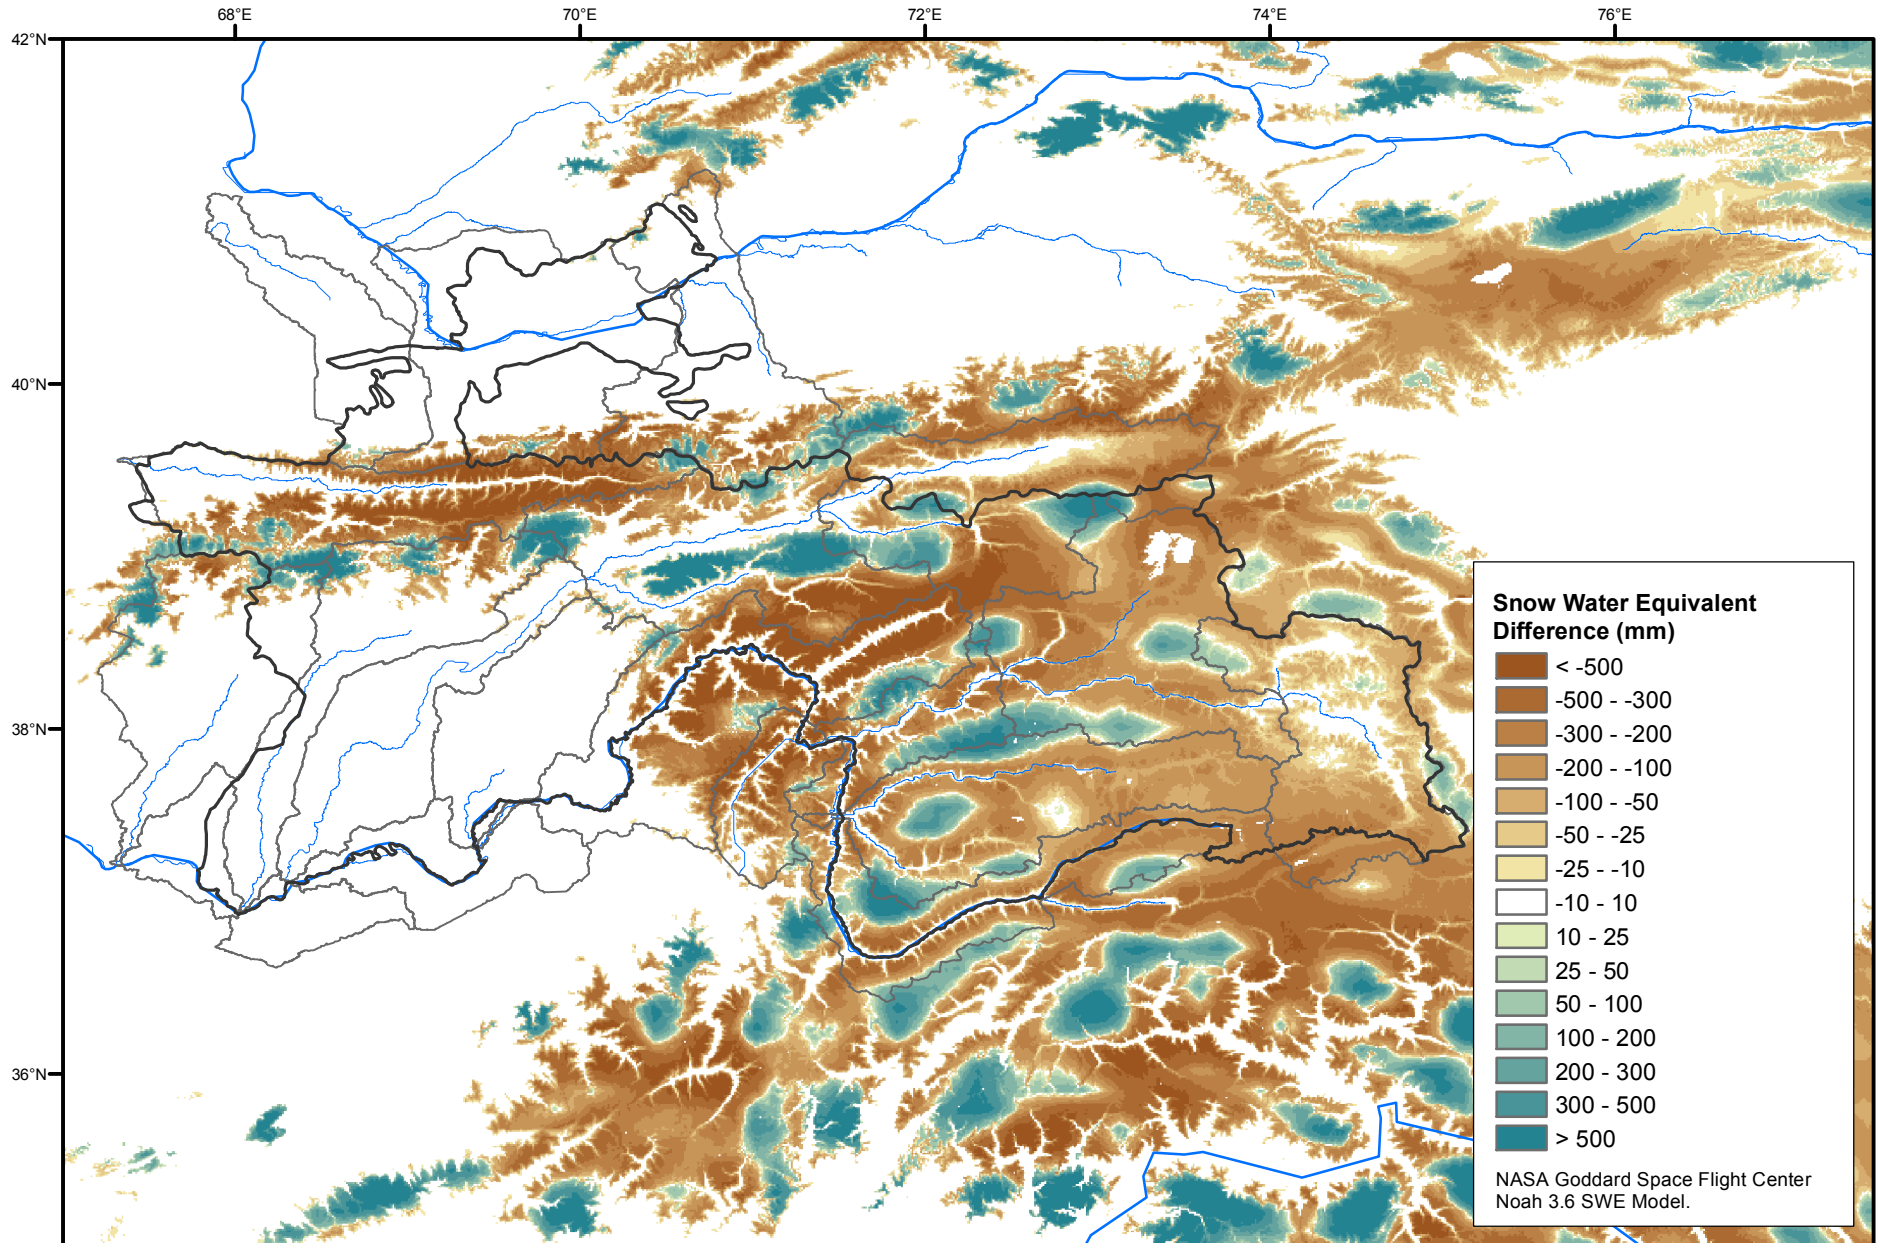 68°E 70°E 72°E 74°E 76°E
42°N
40°N
38°N
36°N
Snow Water Equivalent
Difference (mm)
< -500
-500 - -300
-300 - -200
-200 - -100
-100 - -50
-50 - -25
-25 - -10
-10 - 10
10 - 25
25 - 50
50 - 100
100 - 200
200 - 300
300 - 500
> 500
NASA Goddard Space Flight Center
Noah 3.6 SWE Model.